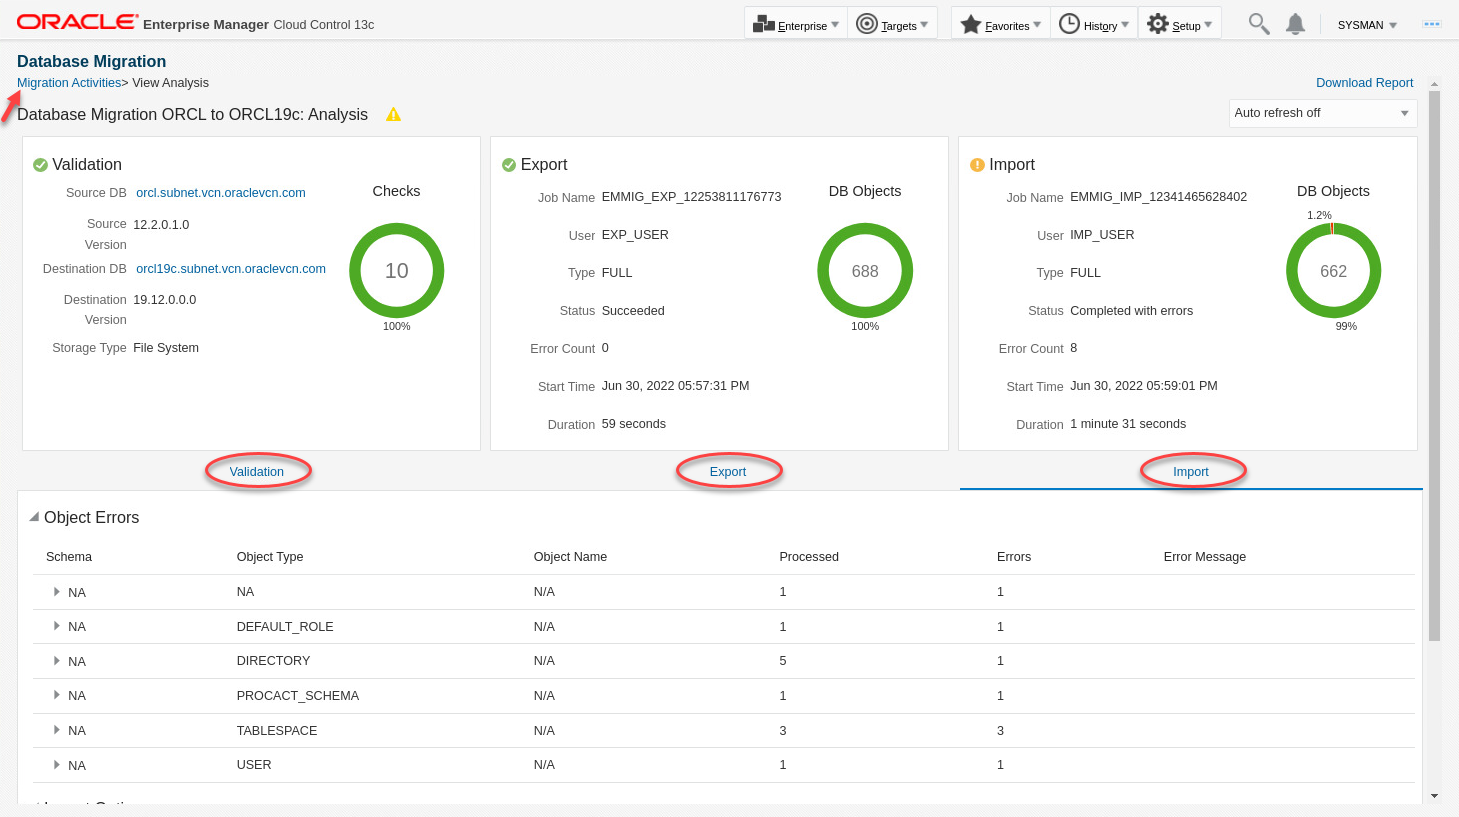 ORACLE Enterprise Manager Cloud Control 13c
Enterprise Targets Favorites History Setup SYSMAN
Database Migration
Migration Activities> View Analysis
Download Report
Database Migration ORCL to ORCL19c: Analysis
Auto refresh off
Validation
Source DB orcl.subnet.vcn.oraclevcn.com
Source Version 12.2.0.1.0
Destination DB orcl19c.subnet.vcn.oraclevcn.com
Destination Version 19.12.0.0.0
Storage Type File System
Checks
10
100%
Export
Job Name EMMIG_EXP_12253811176773
User EXP_USER
Type FULL
Status Succeeded
Error Count 0
Start Time Jun 30, 2022 05:57:31 PM
Duration 59 seconds
DB Objects
688
100%
Import
Job Name EMMIG_IMP_12341465628402
User IMP_USER
Type FULL
Status Completed with errors
Error Count 8
Start Time Jun 30, 2022 05:59:01 PM
Duration 1 minute 31 seconds
DB Objects
1.2%
662
99%
Validation Export Import
Object Errors
Schema Object Type Object Name Processed Errors Error Message
NA NA N/A 1 1
NA DEFAULT_ROLE N/A 1 1
NA DIRECTORY N/A 5 1
NA PROCACT_SCHEMA N/A 1 1
NA TABLESPACE N/A 3 3
NA USER N/A 1 1